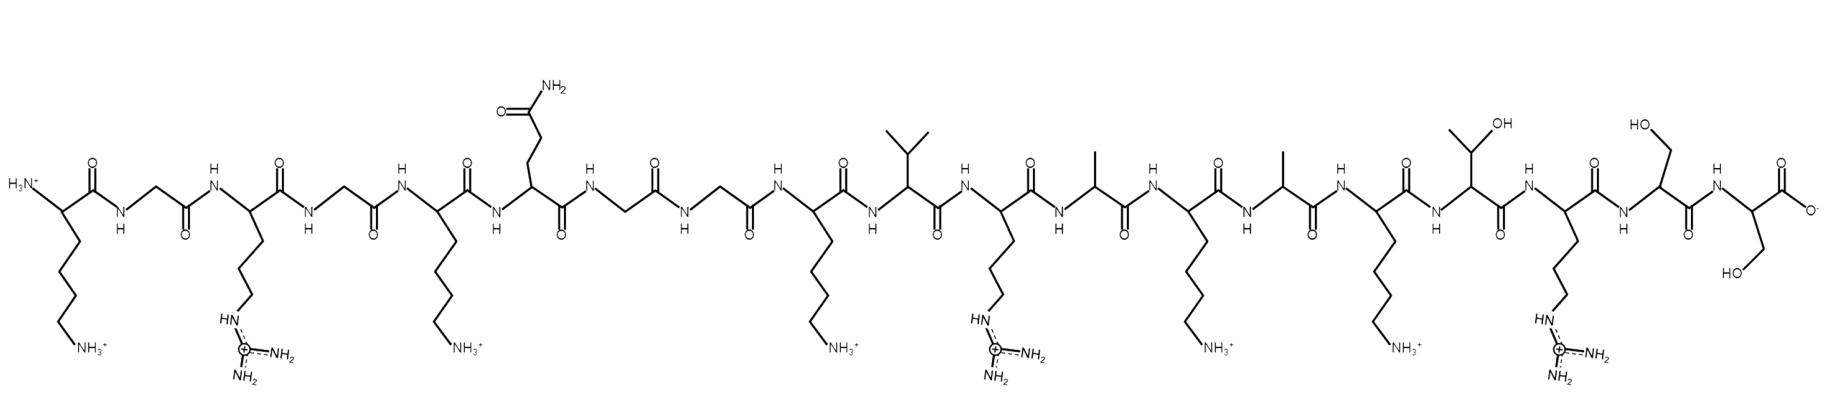 NH₂
O
OH HO
O H O H O H O H O H O H O H O H O H O
H₃N⁺ N N N N N N N N N
N N N N N N N N N O⁻
H O H O H O H O H O H O H O H O H O
HO
HN HN HN
NH₃⁺ + NH₂ NH₃⁺ NH₃⁺ + NH₂ NH₃⁺ NH₃⁺ + NH₂
NH₂ NH₂ NH₂